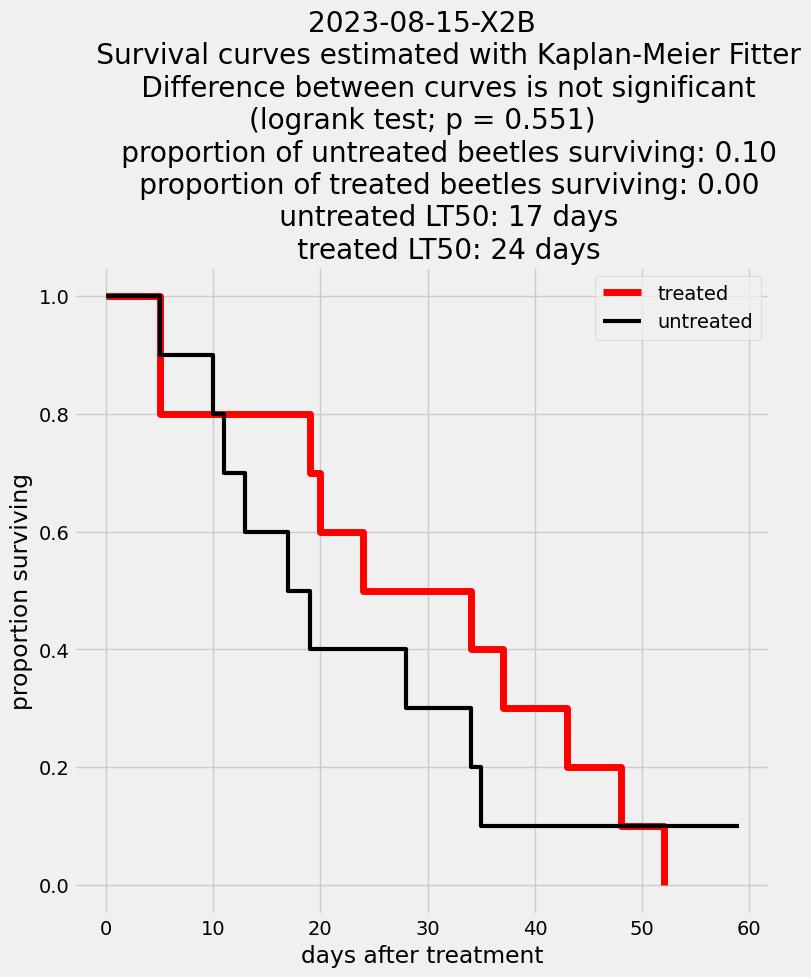 2023-08-15-X2B
Survival curves estimated with Kaplan-Meier Fitter
Difference between curves is not significant
(logrank test; p = 0.551)
proportion of untreated beetles surviving: 0.10
proportion of treated beetles surviving: 0.00
untreated LT50: 17 days
treated LT50: 24 days
treated
untreated
1.0
0.8
0.6
0.4
0.2
0.0
proportion surviving
0 10 20 30 40 50 60
days after treatment